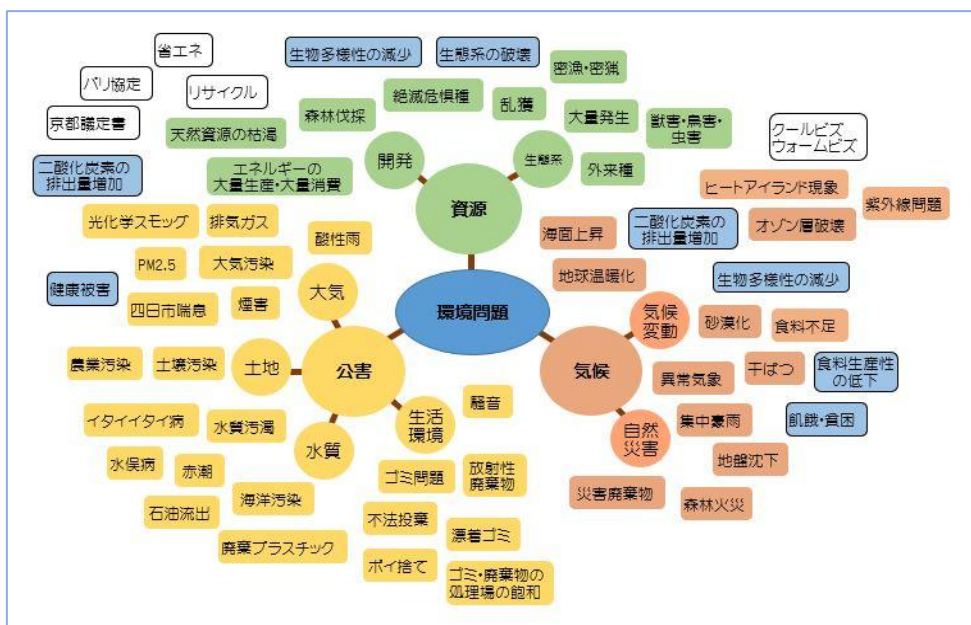 省エネ
生物多様性の減少
生態系の破壊
密漁・密猟
パリ協定
リサイクル
絶滅危惧種
乱獲
京都議定書
森林伐採
大量発生
獣害・鳥害・
虫害
天然資源の枯渇
開発
生態系
外来種
クールビズ
ウォームビズ
二酸化炭素の
排出量増加
エネルギーの
大量生産・大量消費
資源
ヒートアイランド現象
紫外線問題
光化学スモッグ
排気ガス
酸性雨
海面上昇
二酸化炭素の
排出量増加
オゾン層破壊
PM2.5
大気汚染
地球温暖化
生物多様性の減少
健康被害
四日市喘息
煙害
大気
環境問題
気候
変動
砂漠化
食料不足
農業汚染
土壌汚染
土地
公害
気候
異常気象
干ばつ
食料生産性
の低下
イタイイタイ病
水質汚濁
水質
生活
環境
騒音
自然
災害
集中豪雨
飢餓・貧困
水俣病
赤潮
ゴミ問題
放射性
廃棄物
地盤沈下
石油流出
海洋汚染
不法投棄
漂着ゴミ
災害廃棄物
森林火災
廃棄プラスチック
ポイ捨て
ゴミ・廃棄物の
処理場の飽和